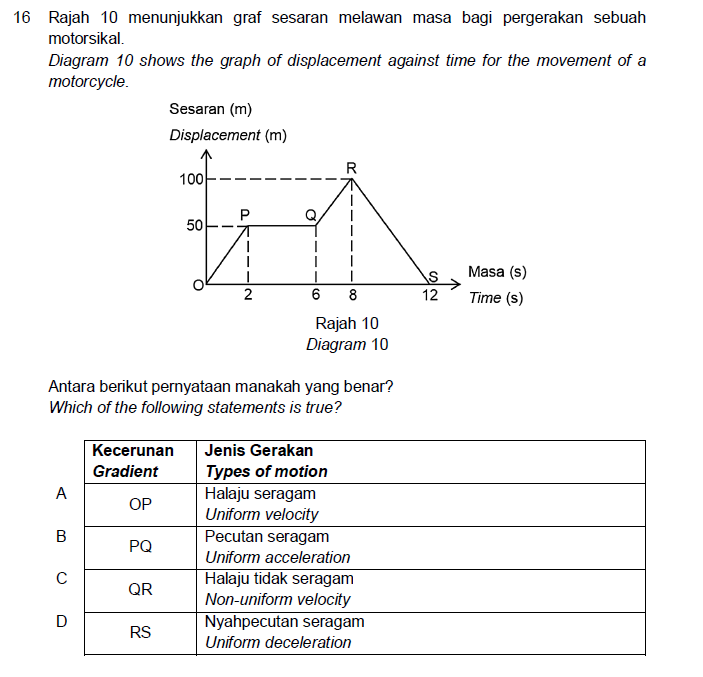 16 Rajah 10 menunjukkan graf sesaran melawan masa bagi pergerakan sebuah
motorsikal.
Diagram 10 shows the graph of displacement against time for the movement of a
motorcycle.
Sesaran (m)
Displacement (m)
R
100
P
Q
50
S
Masa (s)
O
2 6 8 12
Time (s)
Rajah 10
Diagram 10
Antara berikut pernyataan manakah yang benar?
Which of the following statements is true?
Kecerunan Jenis Gerakan
Gradient Types of motion
A OP Halaju seragam
Uniform velocity
B PQ Pecutan seragam
Uniform acceleration
C QR Halaju tidak seragam
Non-uniform velocity
D RS Nyahpecutan seragam
Uniform deceleration